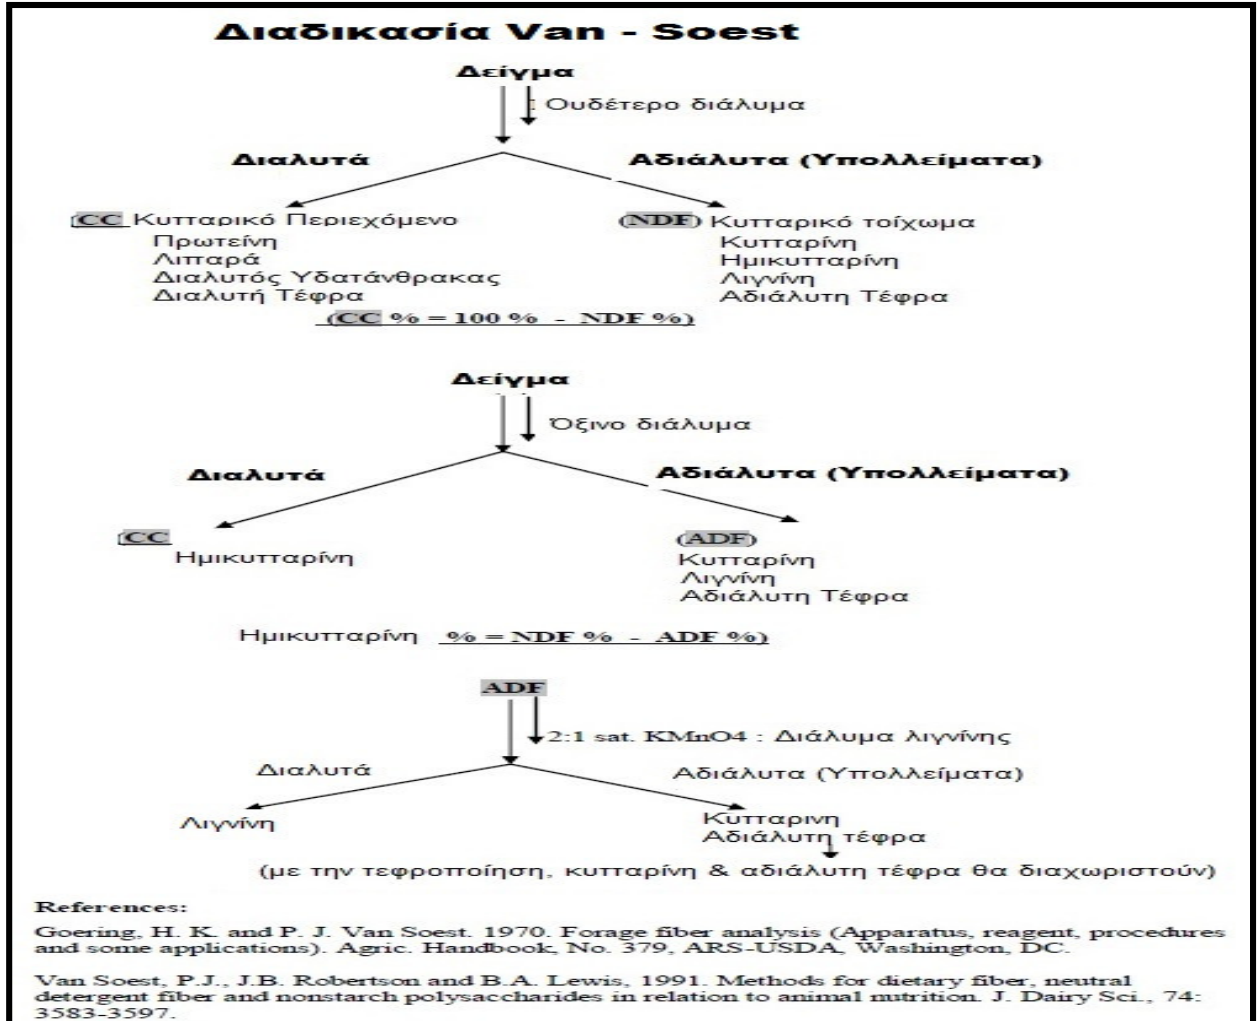 Διαδικασία Van - Soest
Δείγμα
: Ουδέτερο διάλυμα
Διαλυτά
Αδιάλυτα (Υπολλείματα)
(CC Κυτταρικό Περιεχόμενο
(NDF) Κυτταρικό τοίχωμα
Πρωτεΐνη
Κυτταρίνη
Λιπαρά
Ημικυτταρίνη
Διαλυτός Υδατάνθρακας
Λιγνίνη
Διαλυτή Τέφρα
Αδιάλυτη Τέφρα
(CC % = 100 % - NDF %)
Δείγμα
Όξινο διάλυμα
Διαλυτά
Αδιάλυτα (Υπολλείματα)
(CC
(ADF)
Ημικυτταρίνη
Κυτταρίνη
Λιγνίνη
Αδιάλυτη Τέφρα
Ημικυτταρίνη % = NDF % - ADF %)
ADF
2:1 sat. KMnO4 : Διάλυμα λιγνίνης
Διαλυτά
Αδιάλυτα (Υπολλείματα)
Λιγνίνη
Κυτταρινη
Αδιάλυτη τέφρα
(με την τεφροποίηση, κυτταρίνη & αδιάλυτη τέφρα θα διαχωριστούν)
References:
Goering, H. K. and P. J. Van Soest. 1970. Forage fiber analysis (Apparatus, reagent, procedures
and some applications). Agric. Handbook, No. 379, ARS-USDA, Washington, DC.
Van Soest, P.J., J.B. Robertson and B.A. Lewis, 1991. Methods for dietary fiber, neutral
detergent fiber and nonstarch polysaccharides in relation to animal nutrition. J. Dairy Sci., 74:
3583-3597.